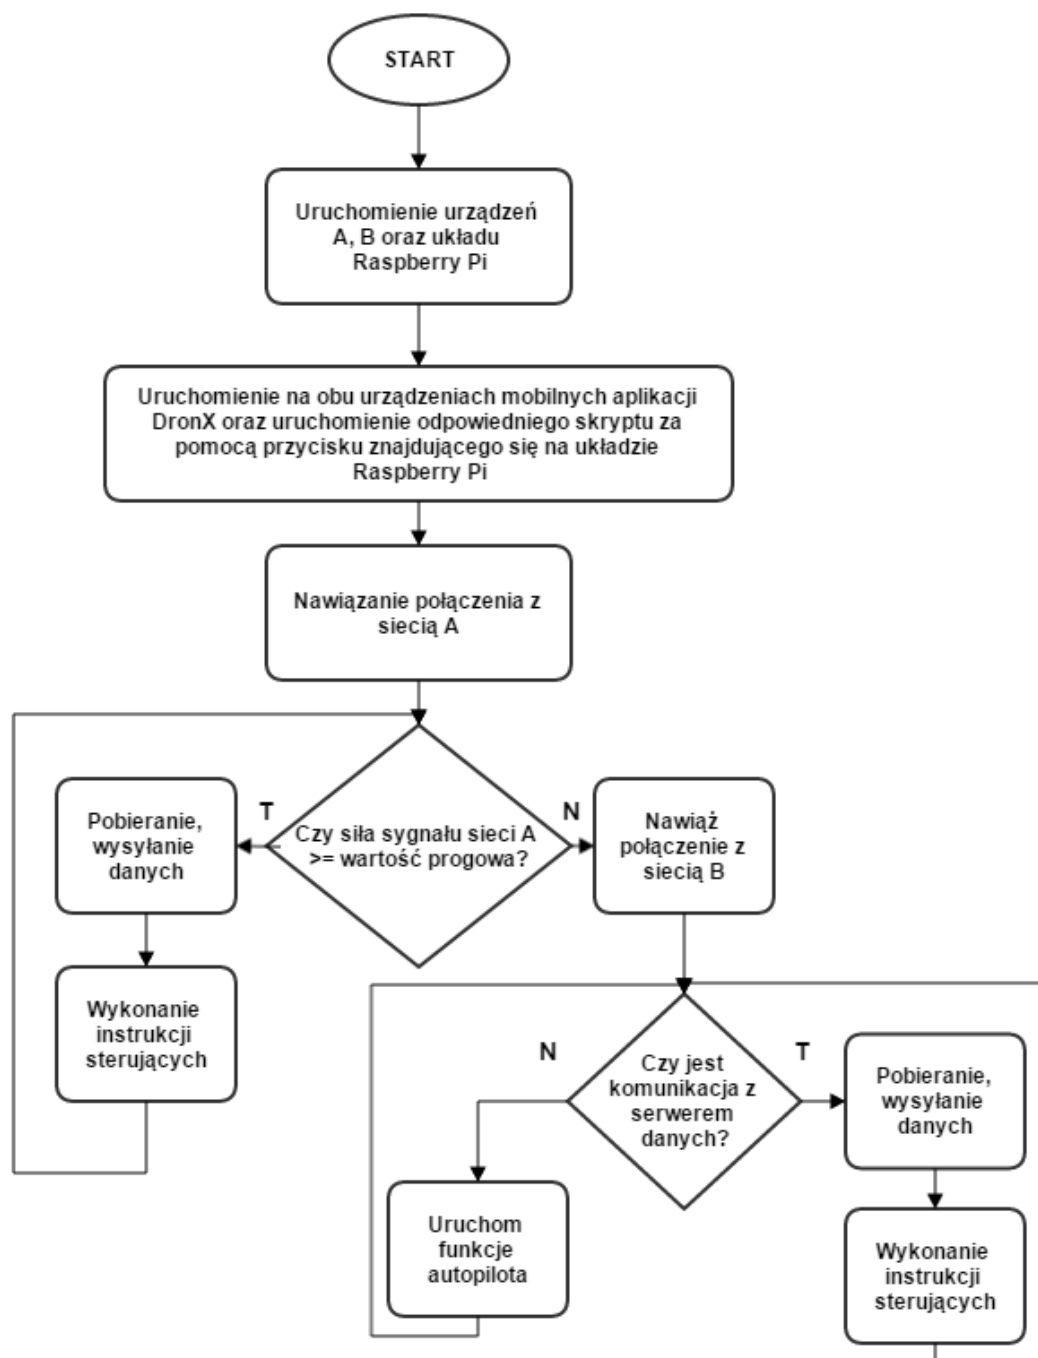 START
Uruchomienie urządzeń
A, B oraz układu
Raspberry Pi
Uruchomienie na obu urządzeniach mobilnych aplikacji
DronX oraz uruchomienie odpowiedniego skryptu za
pomocą przycisku znajdującego się na układzie
Raspberry Pi
Nawiązanie połączenia z
siecią A
Czy siła sygnału sieci A
>= wartość progowa?
T
N
Pobieranie,
wysyłanie
danych
Wykonanie
instrukcji
sterujących
Nawiąż
połączenie z
siecią B
Czy jest
komunikacja z
serwerem
danych?
N
T
Uruchom
funkcje
autopilota
Pobieranie,
wysyłanie
danych
Wykonanie
instrukcji
sterujących